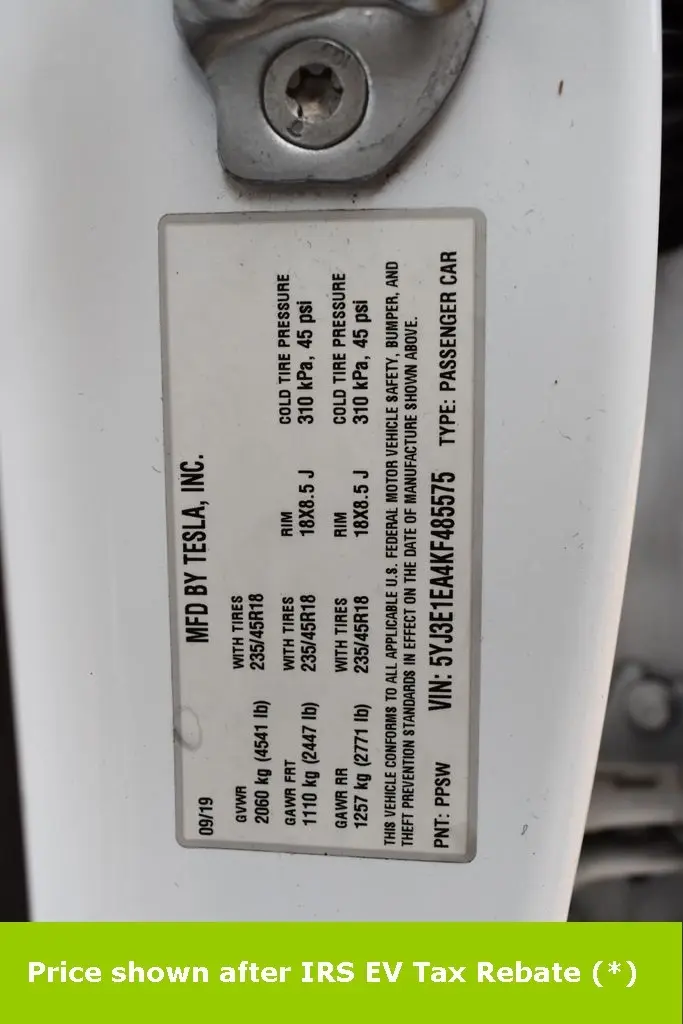 MFD BY TESLA, INC.
09/19
GVWR WITH TIRES
2060 kg (4541 lb) 235/45R18
GAWR FRT WITH TIRES RIM COLD TIRE PRESSURE
1110 kg (2447 lb) 235/45R18 18X8.5 J 310 kPa, 45 psi
GAWR RR WITH TIRES RIM COLD TIRE PRESSURE
1257 kg (2771 lb) 235/45R18 18X8.5 J 310 kPa, 45 psi
THIS VEHICLE CONFORMS TO ALL APPLICABLE U.S. FEDERAL MOTOR VEHICLE SAFETY, BUMPER, AND
THEFT PREVENTION STANDARDS IN EFFECT ON THE DATE OF MANUFACTURE SHOWN ABOVE.
PNT: PPSW VIN: 5YJ3E1EA4KF485575 TYPE: PASSENGER CAR
Price shown after IRS EV Tax Rebate (*)